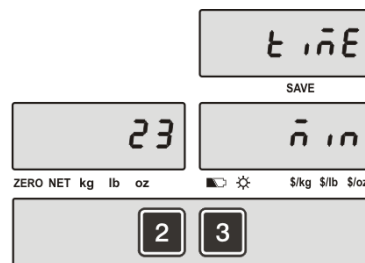 timE
SAVE
23 min
ZERO NET kg lb oz $/kg $/lb $/oz
2 3